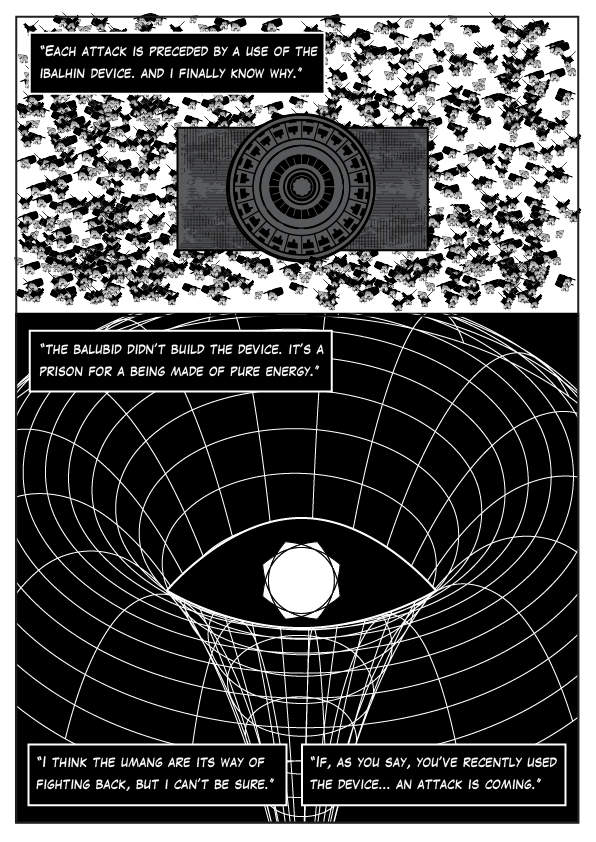 “EACH ATTACK IS PRECEDED BY A USE OF THE
IBALHIN DEVICE. AND I FINALLY KNOW WHY.”
“THE BALUBID DIDN’T BUILD THE DEVICE. IT’S A
PRISON FOR A BEING MADE OF PURE ENERGY.”
“I THINK THE UMANG ARE ITS WAY OF
FIGHTING BACK, BUT I CAN’T BE SURE.”
“IF, AS YOU SAY, YOU’VE RECENTLY USED
THE DEVICE... AN ATTACK IS COMING.”